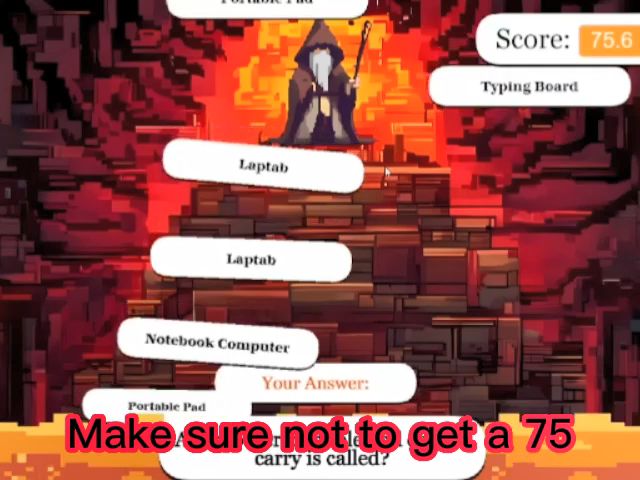 Portable Pad
Score: 75.6
Typing Board
Laptab
Laptab
Notebook Computer
Your Answer:
Portable Pad
Make sure not to get a 75
carry is called?